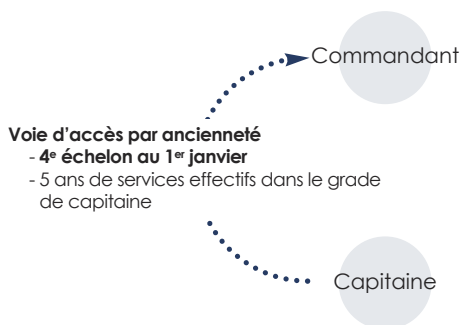 Commandant
Voie d'accès par ancienneté
- 4e échelon au 1er janvier
- 5 ans de services effectifs dans le grade
de capitaine
Capitaine